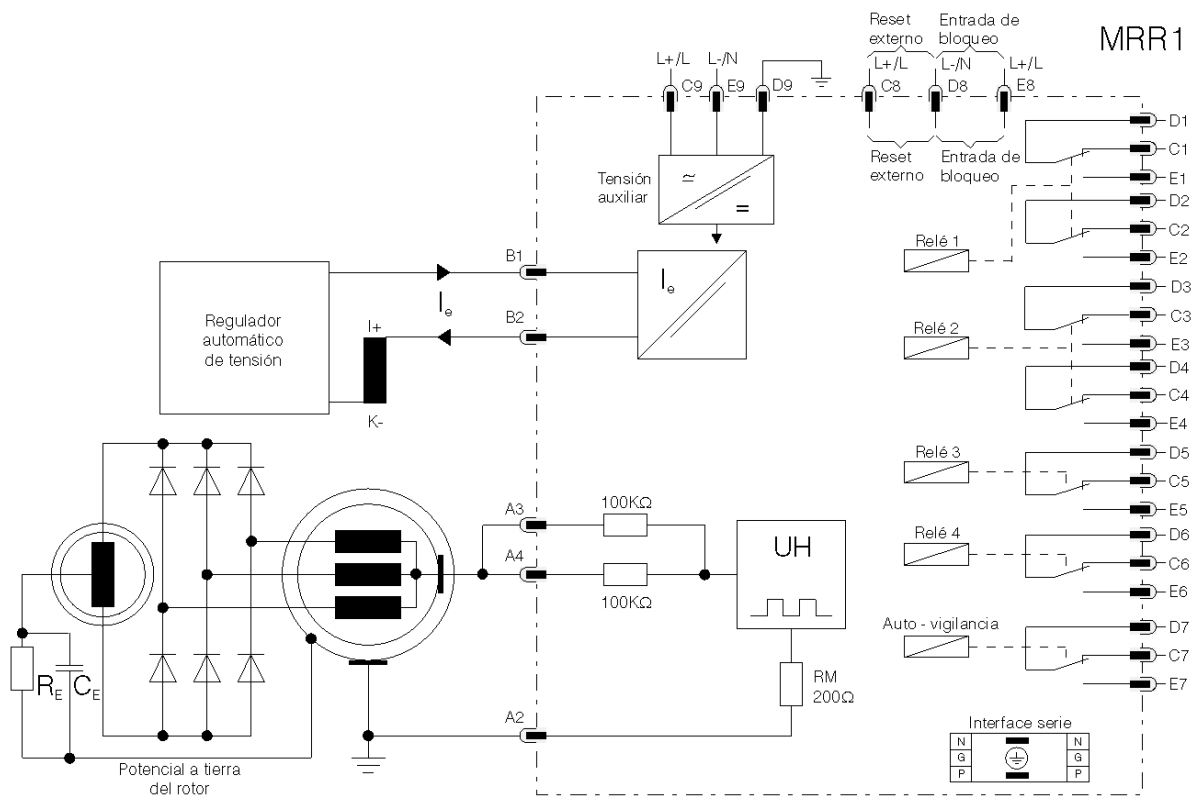 MRR1
Reset
externo
Entrada de
bloqueo
L+/L
L-/N
L+/L
L-/N
L+/L
C9
E9
D9
C8
D8
E8
Reset
externo
Entrada de
bloqueo
Tensión
auxiliar
≃
=
D1
C1
E1
D2
C2
E2
D3
C3
E3
D4
C4
E4
D5
C5
E5
D6
C6
E6
D7
C7
E7
Relé 1
Relé 2
Relé 3
Relé 4
Auto - vigilancia
B1
B2
Ie
Ie
Regulador
automático
de tensión
I+
K-
A3
A4
A2
100KΩ
100KΩ
UH
RM
200Ω
RE
CE
Potencial a tierra
del rotor
Interface serie
N
G
P
N
G
P